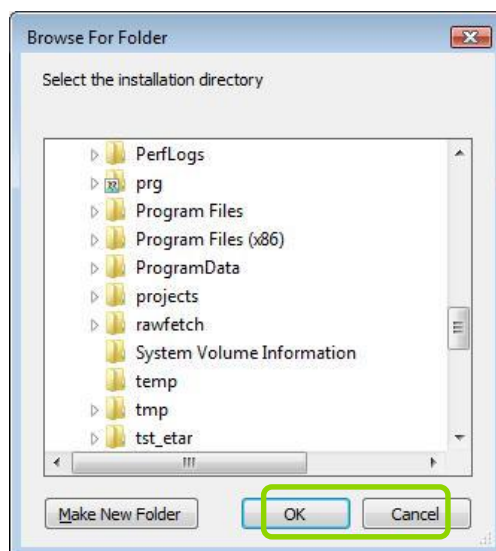 Browse For Folder
Select the installation directory
PerfLogs
prg
Program Files
Program Files (x86)
ProgramData
projects
rawfetch
System Volume Information
temp
tmp
tst_etar
Make New Folder OK Cancel